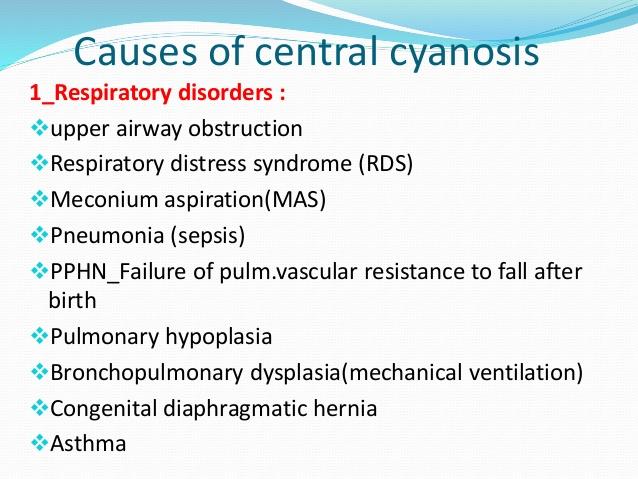 Causes of central cyanosis
1_Respiratory disorders :
❖upper airway obstruction
❖Respiratory distress syndrome (RDS)
❖Meconium aspiration(MAS)
❖Pneumonia (sepsis)
❖PPHN_Failure of pulm.vascular resistance to fall after
birth
❖Pulmonary hypoplasia
❖Bronchopulmonary dysplasia(mechanical ventilation)
❖Congenital diaphragmatic hernia
❖Asthma